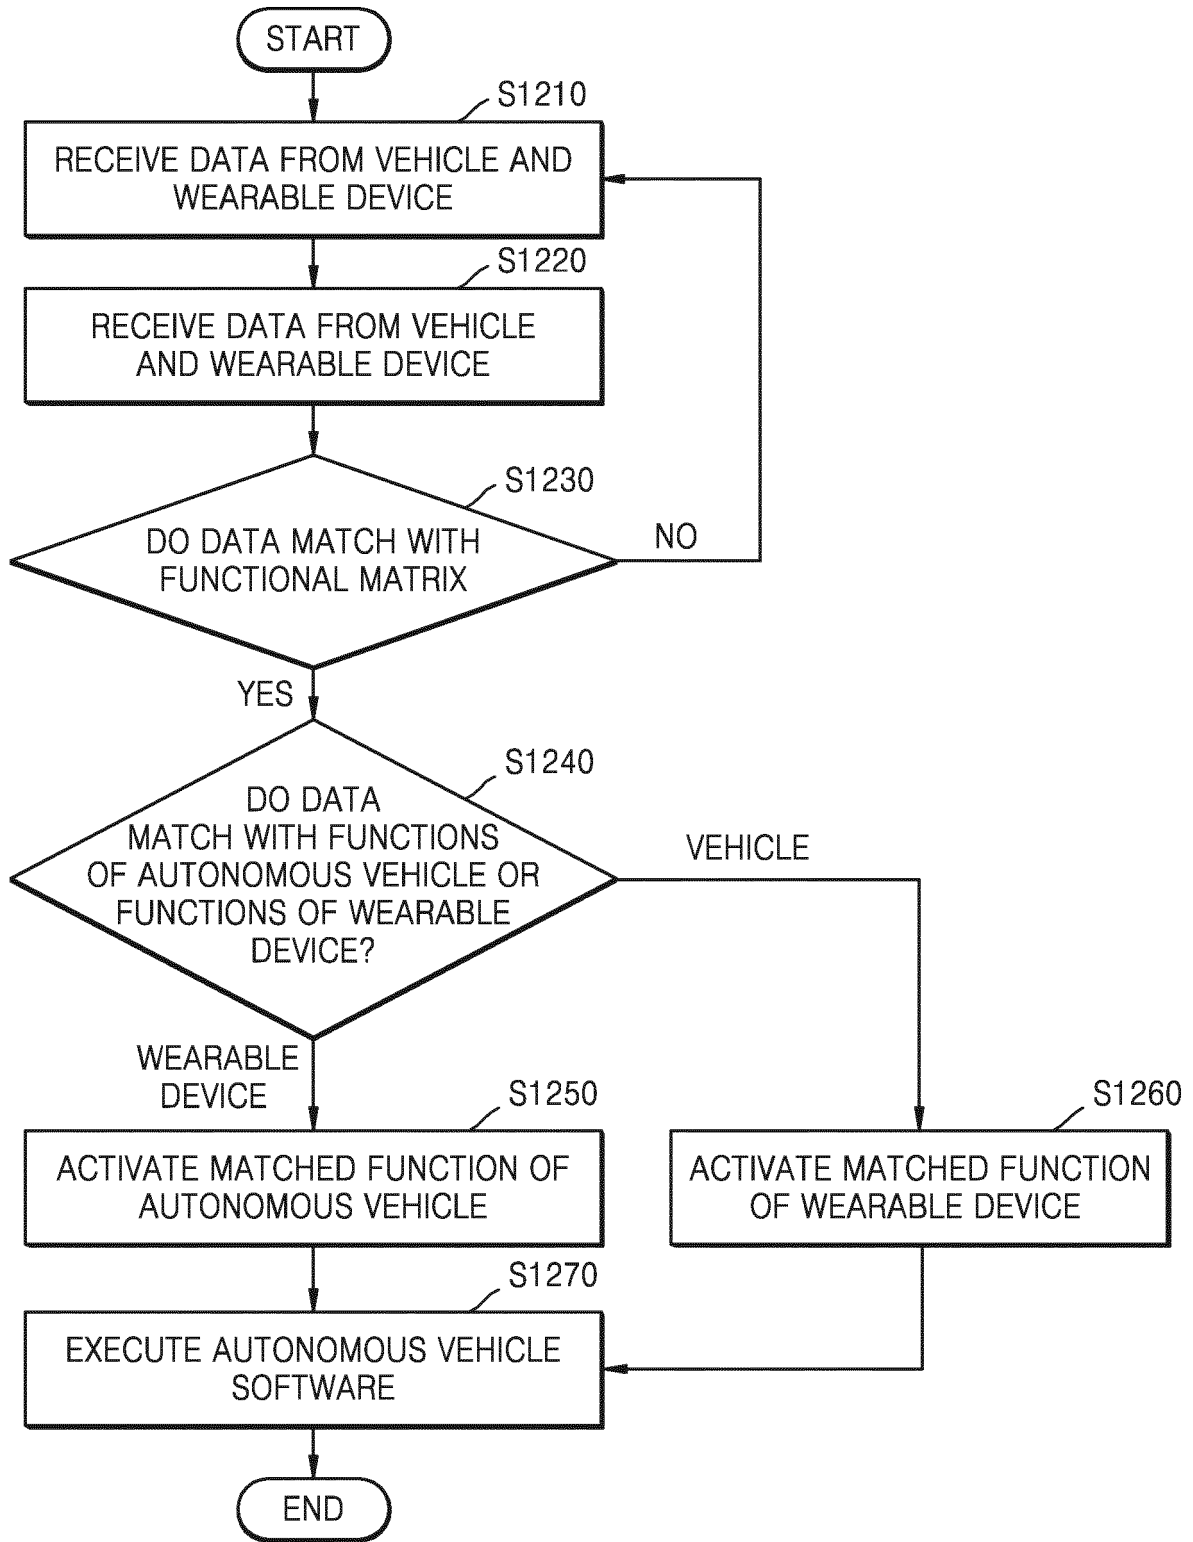 START
S1210
RECEIVE DATA FROM VEHICLE AND
WEARABLE DEVICE
S1220
RECEIVE DATA FROM VEHICLE
AND WEARABLE DEVICE
S1230
DO DATA MATCH WITH
FUNCTIONAL MATRIX
NO
YES
S1240
DO DATA
MATCH WITH FUNCTIONS
OF AUTONOMOUS VEHICLE OR
FUNCTIONS OF WEARABLE
DEVICE?
VEHICLE
WEARABLE
DEVICE
S1250
ACTIVATE MATCHED FUNCTION OF
AUTONOMOUS VEHICLE
S1260
ACTIVATE MATCHED FUNCTION
OF WEARABLE DEVICE
S1270
EXECUTE AUTONOMOUS VEHICLE
SOFTWARE
END